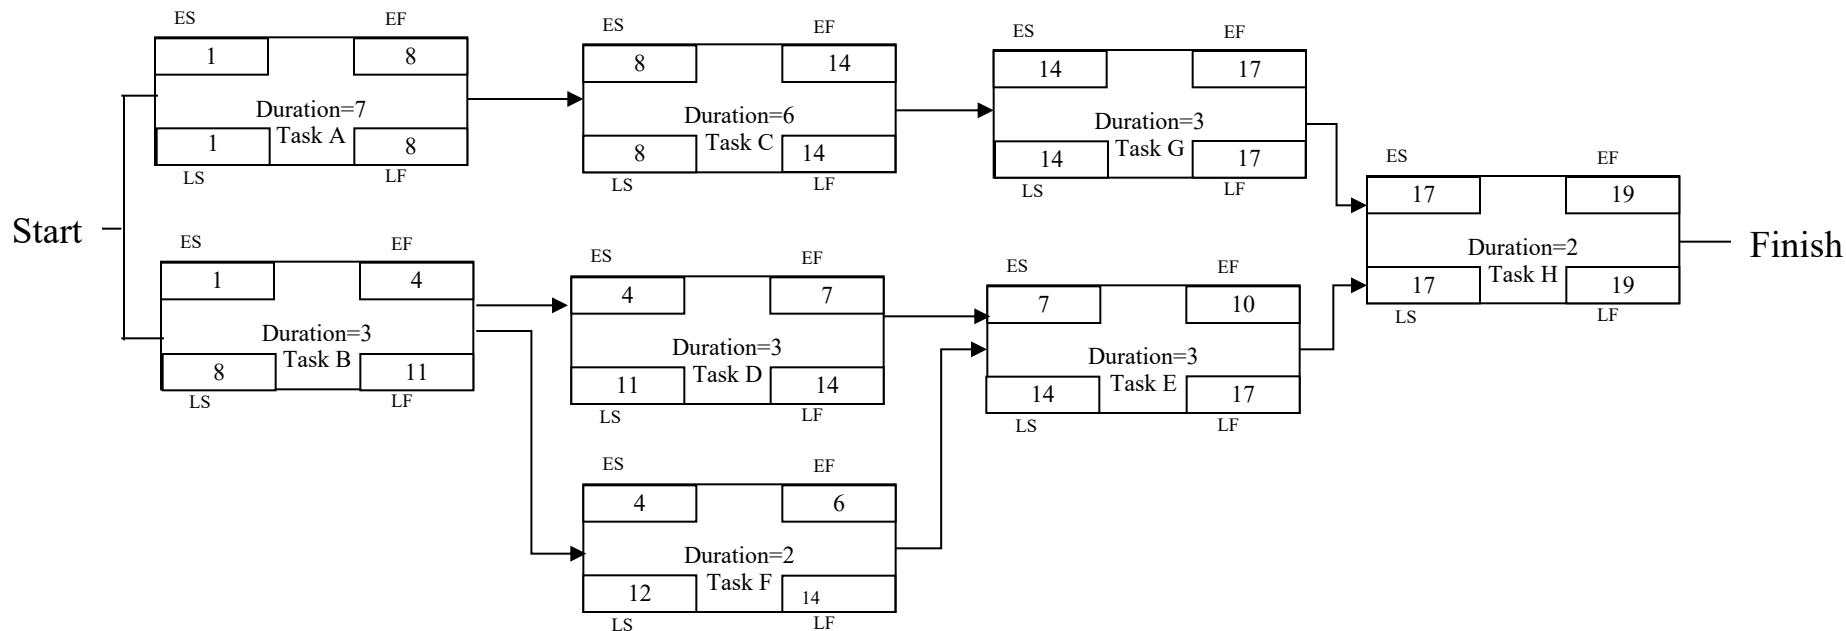 ES EF
1 8
Duration=7
Task A
1 8
LS LF
ES EF
8 14
Duration=6
Task C
8 14
LS LF
ES EF
14 17
Duration=3
Task G
14 17
LS LF
ES EF
17 19
Duration=2
Task H
17 19
LS LF
Start
Finish
ES EF
1 4
Duration=3
Task B
8 11
LS LF
ES EF
4 7
Duration=3
Task D
11 14
LS LF
ES EF
7 10
Duration=3
Task E
14 17
LS LF
ES EF
4 6
Duration=2
Task F
12 14
LS LF